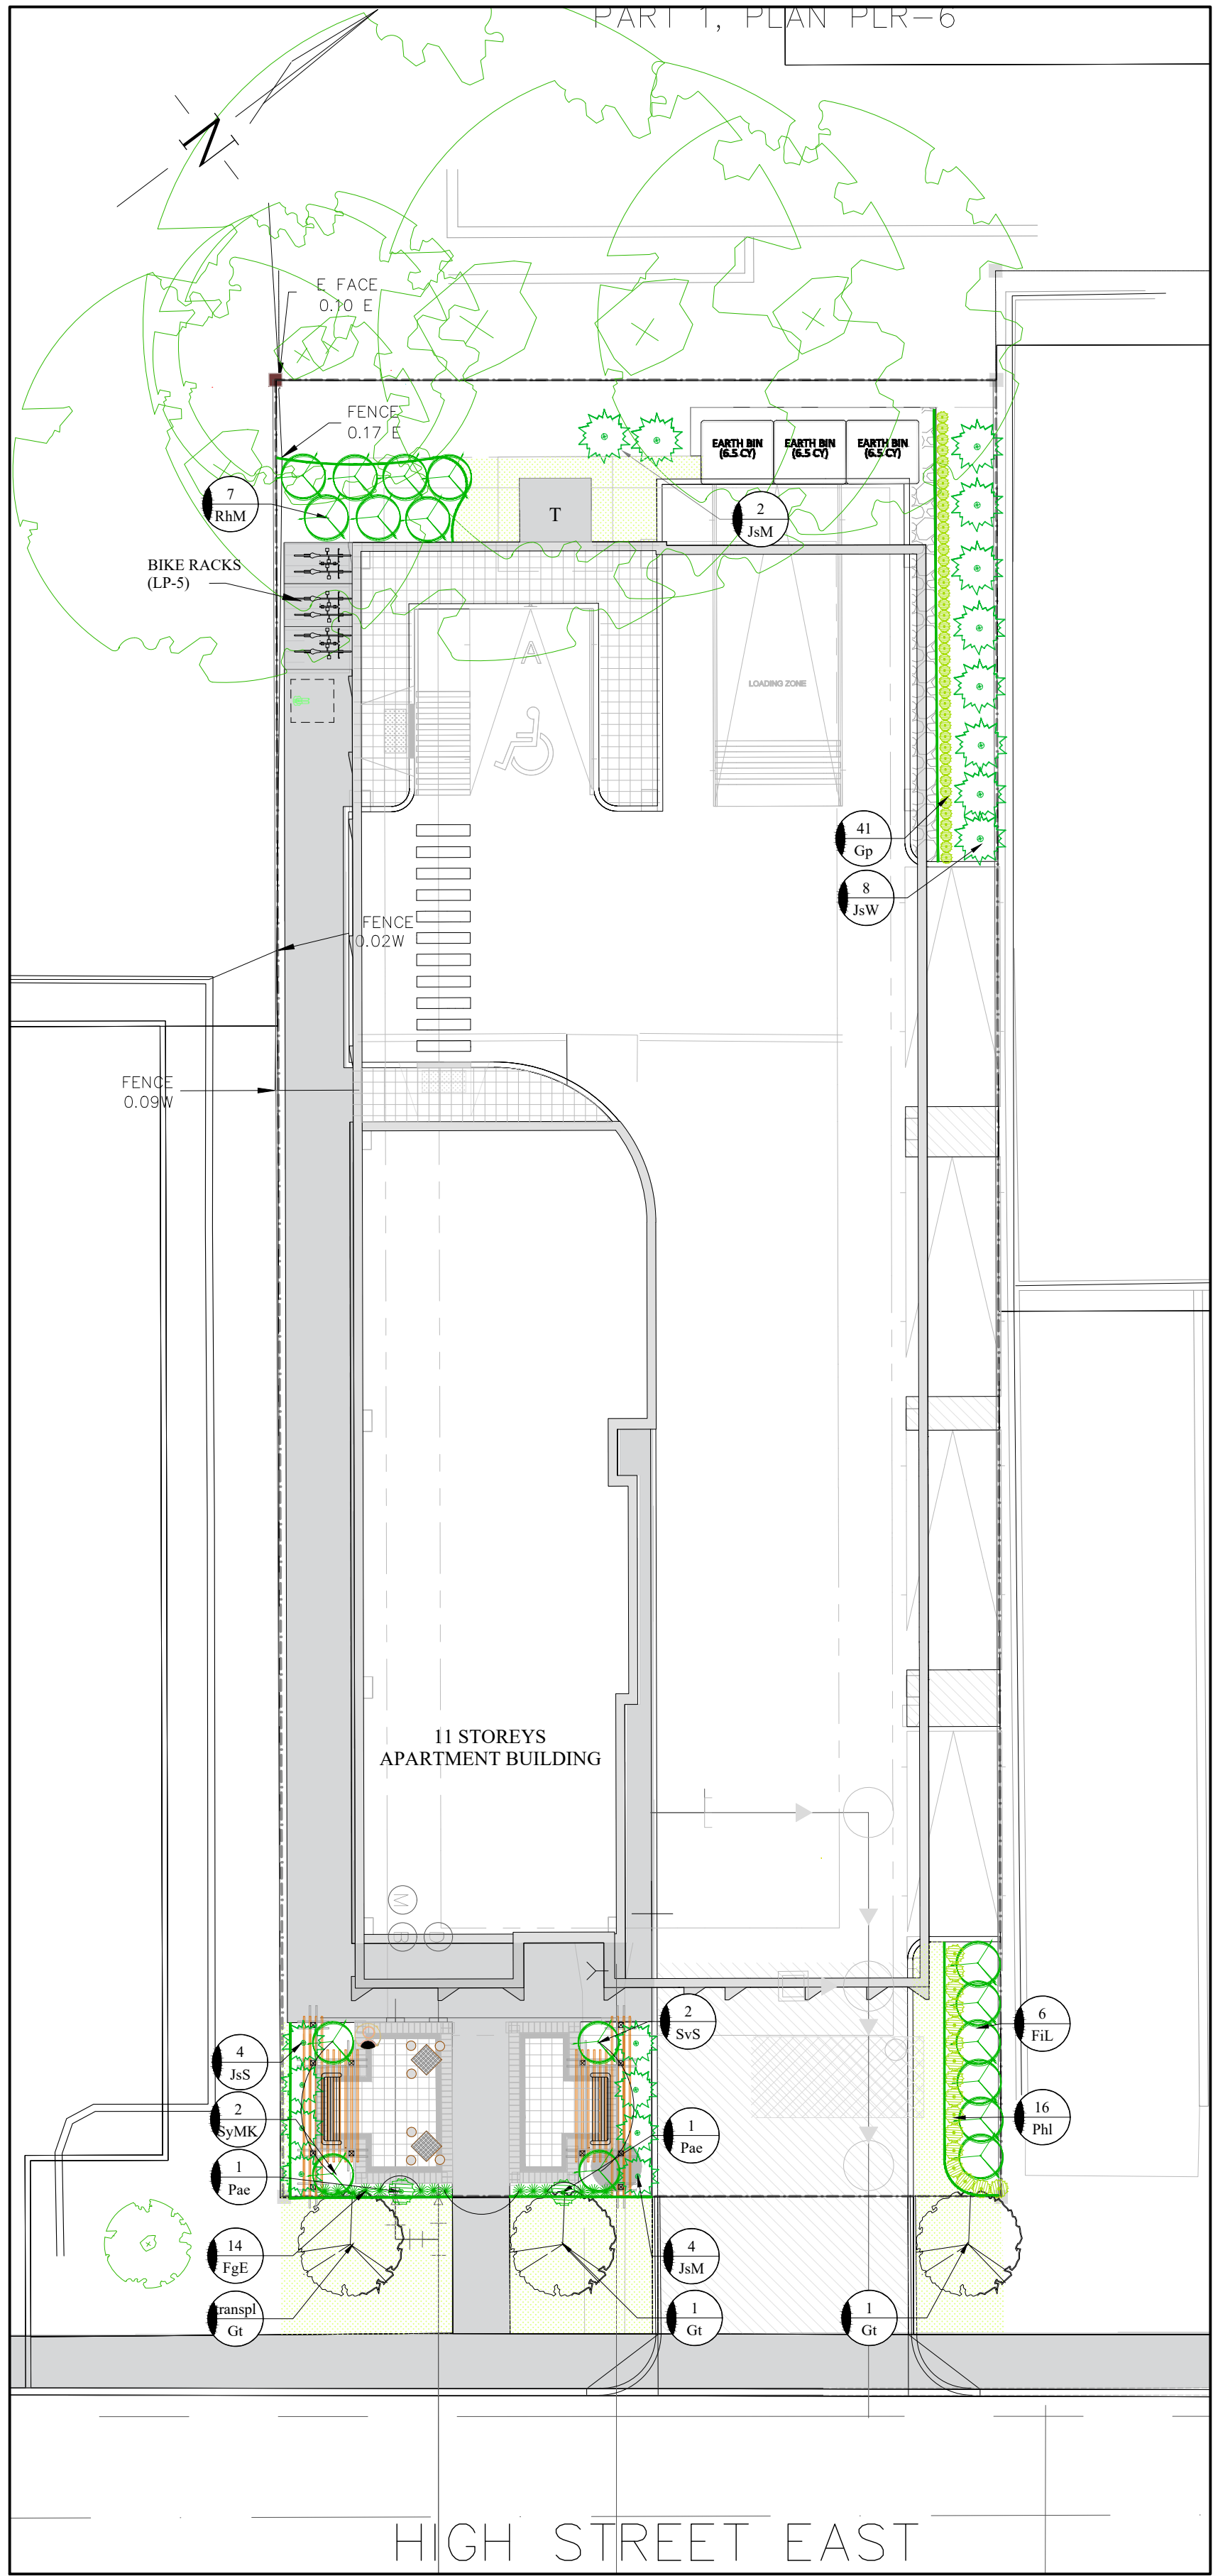 PART 1, PLAN PLR-6
N
E FACE
0.10 E
FENCE
0.17 E
EARTH BIN
(6.5 CY)
EARTH BIN
(6.5 CY)
EARTH BIN
(6.5 CY)
7
RhM
T
2
JsM
BIKE RACKS
(LP-5)
A
LOADING ZONE
41
Gp
8
JsW
FENCE
0.02W
FENCE
0.09W
11 STOREYS
APARTMENT BUILDING
M
B
D
2
SvS
6
FiL
4
JsS
2
SyMK
16
Phl
1
Pae
1
Pae
14
FgE
4
JsM
transpl
Gt
1
Gt
1
Gt
HIGH STREET EAST